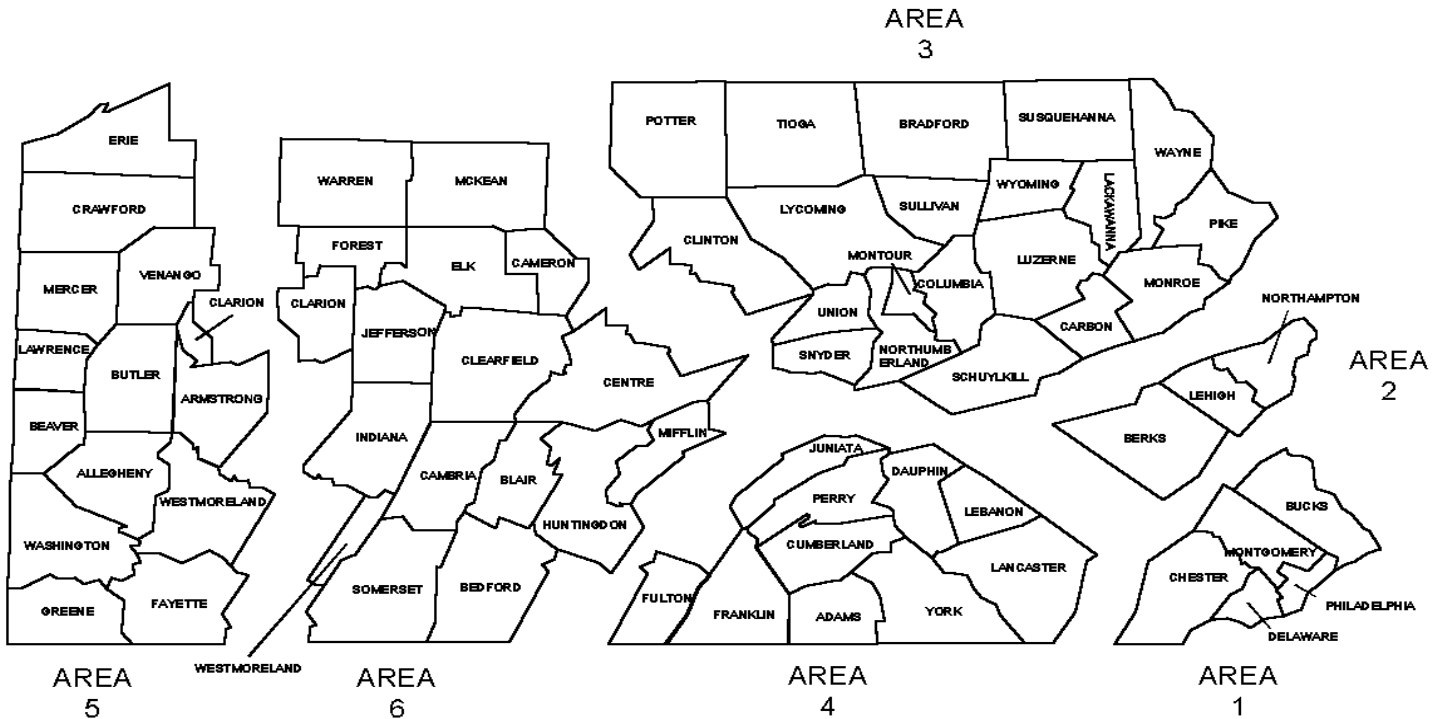 AREA
3
POTTER
TIOGA
BRADFORD
SUSQUEHANNA
WAYNE
WYOMING
LACKAWANNA
LYCOMING
SULLIVAN
PIKE
CLINTON
MONTOUR
LUZERNE
COLUMBIA
MONROE
UNION
CARBON
SNYDER
NORTHUMB
ERLAND
SCHUYLKILL
ERIE
CRAWFORD
VENANGO
MERCER
CLARION
LAWRENCE
BUTLER
ARMSTRONG
BEAVER
ALLEGHENY
WESTMORELAND
WASHINGTON
GREENE
FAYETTE
AREA
5
WARREN
MCKEAN
FOREST
ELK
CAMERON
CLARION
JEFFERSON
CLEARFIELD
CENTRE
INDIANA
MIFFLIN
CAMBRIA
BLAIR
HUNTINGDON
SOMERSET
BEDFORD
WESTMORELAND
AREA
6
JUNIATA
DAUPHIN
PERRY
LEBANON
CUMBERLAND
LANCASTER
FULTON
FRANKLIN
ADAMS
YORK
AREA
4
NORTHAMPTON
LEHIGH
BERKS
AREA
2
BUCKS
MONTGOMERY
CHESTER
PHILADELPHIA
DELAWARE
AREA
1